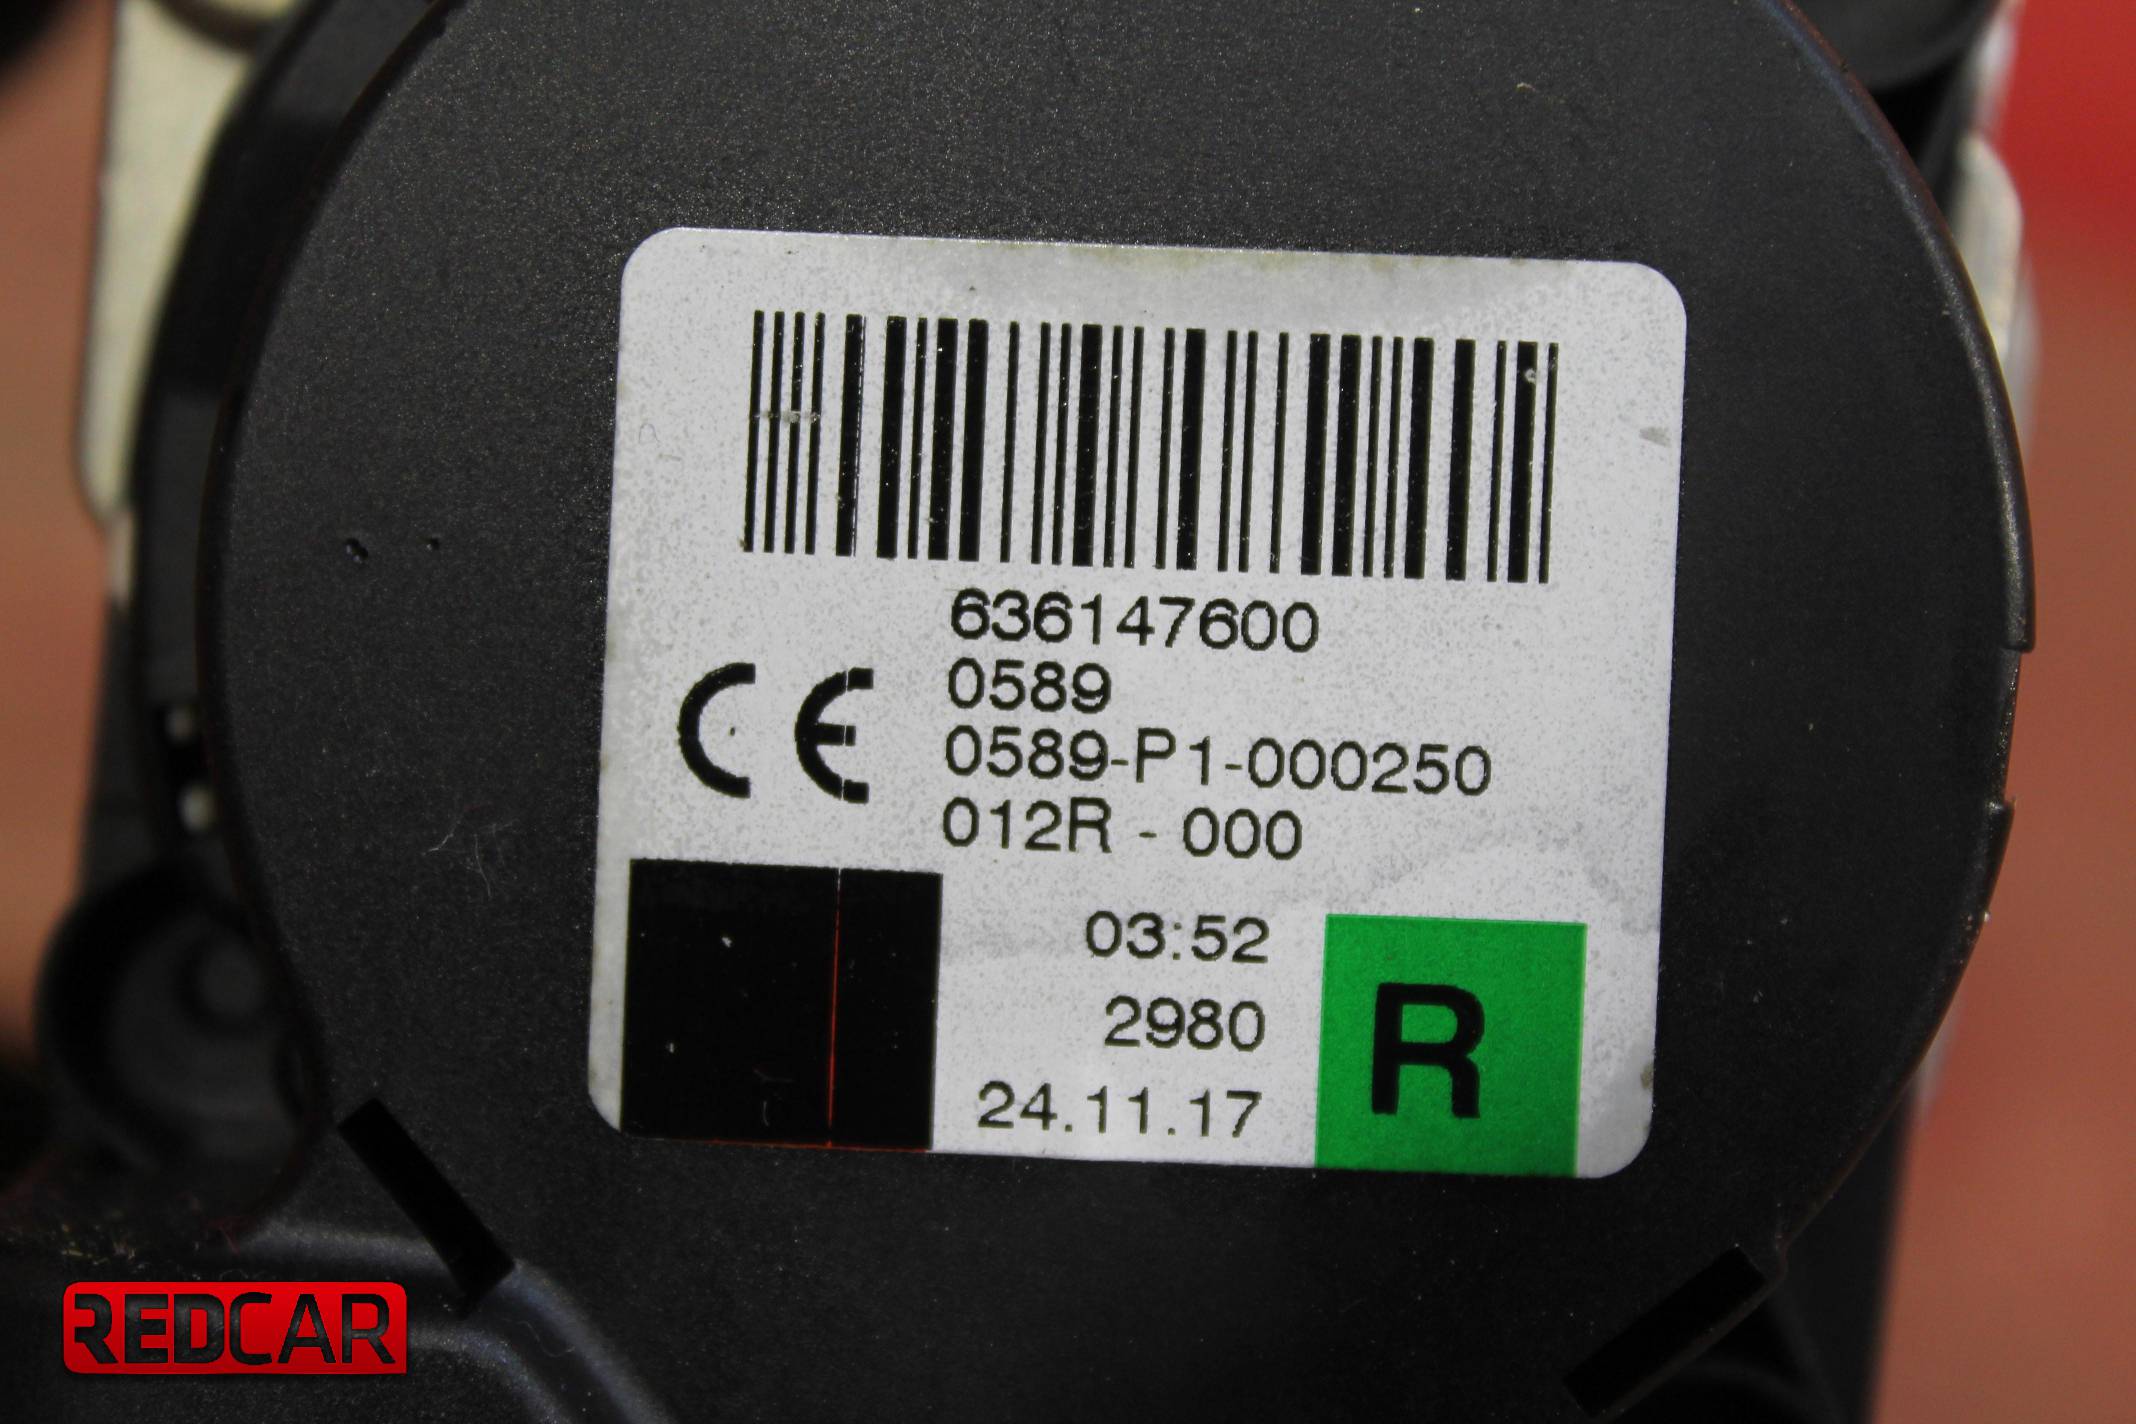 636147600
0589
CE
0589-P1-000250
012R - 000
03:52
2980
24.11.17
R
REDCAR